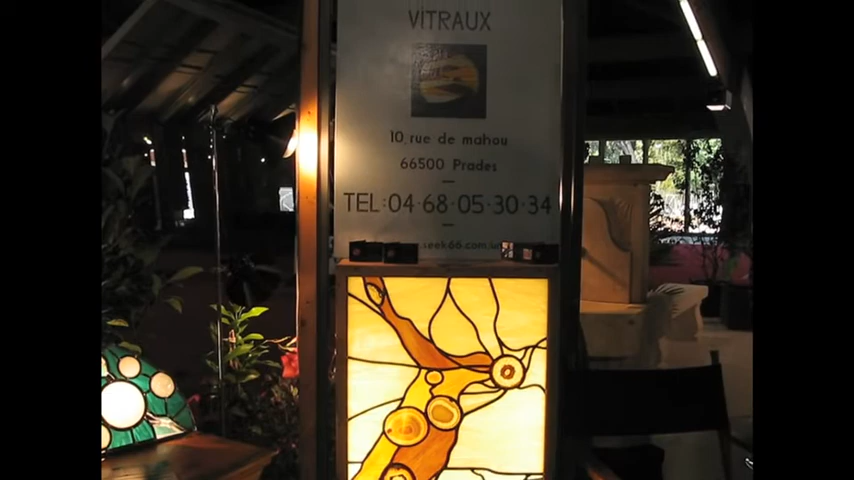 VITRAUX
10, rue de mahou
66500 Prades
TEL: 04-68-05-30-34